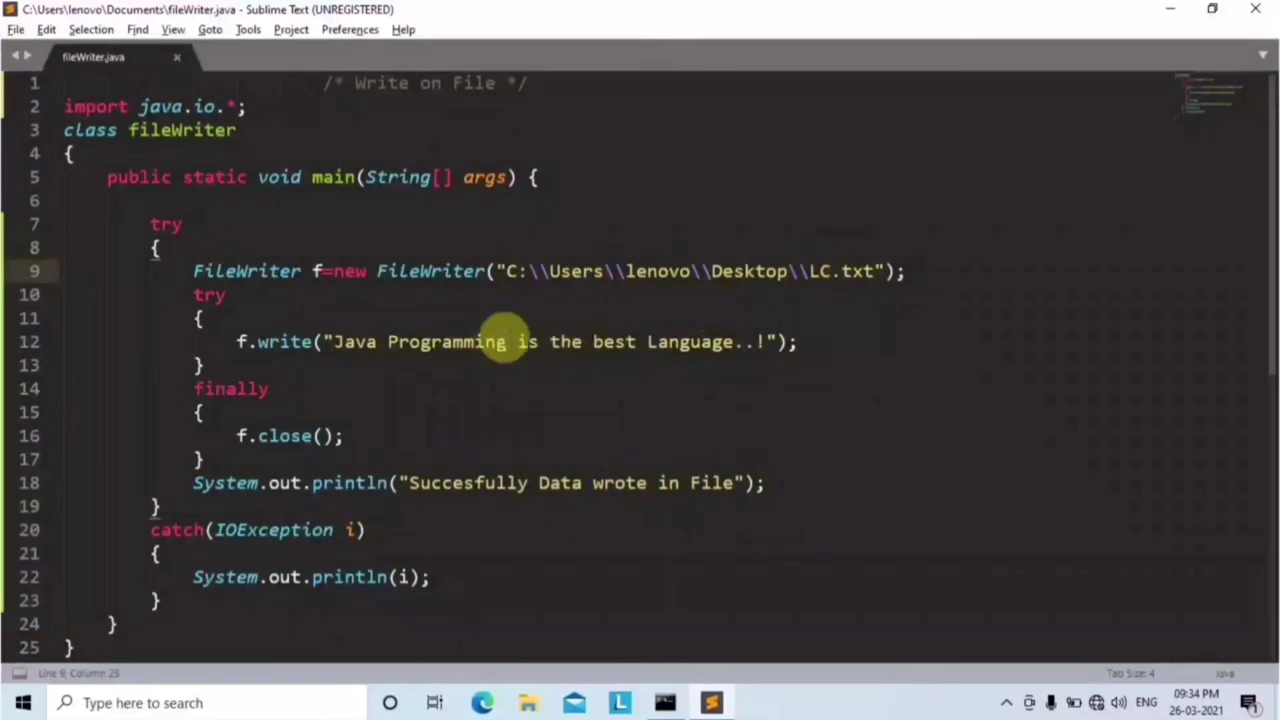 C:\Users\lenovo\Documents\fileWriter.java - Sublime Text (UNREGISTERED)
File Edit Selection Find View Goto Tools Project Preferences Help
fileWriter.java ×
1 /* Write on File */
2 import java.io.*;
3 class fileWriter
4 {
5 public static void main(String[] args) {
6
7 try
8 {
9 FileWriter f=new FileWriter("C:\\Users\\lenovo\\Desktop\\LC.txt");
10 try
11 {
12 f.write("Java Programming is the best Language..!");
13 }
14 finally
15 {
16 f.close();
17 }
18 System.out.println("Succesfully Data wrote in File");
19 }
20 catch(IOException i)
21 {
22 System.out.println(i);
23 }
24 }
25 }
Line 9, Column 25 Tab Size: 4 Java
Type here to search L ENG 09:34 PM
26-03-2021 1